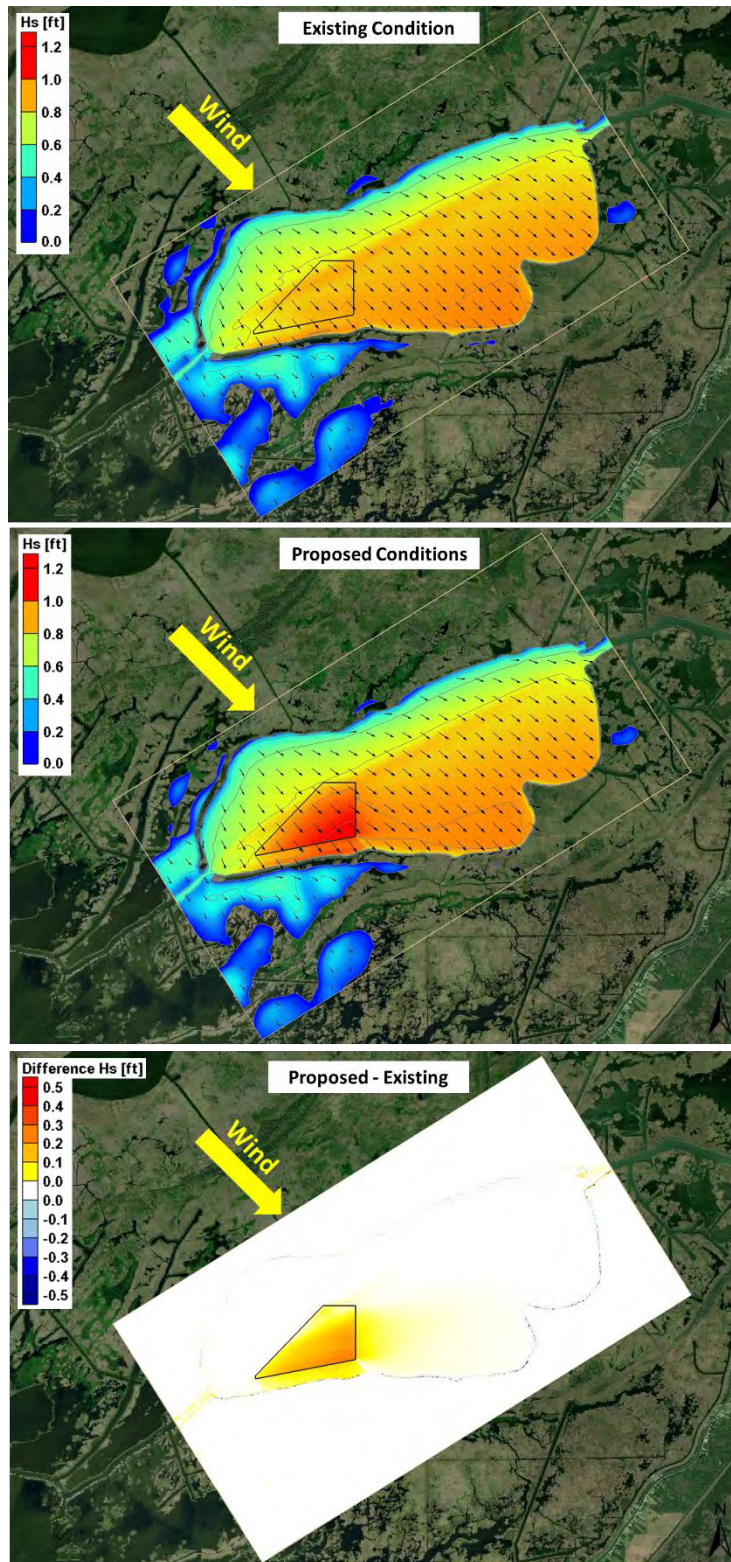 Hs [ft]
1.2
1.0
0.8
0.6
0.4
0.2
0.0
Existing Condition
Wind
N
Hs [ft]
1.2
1.0
0.8
0.6
0.4
0.2
0.0
Proposed Conditions
Wind
N
Difference Hs [ft]
0.5
0.4
0.3
0.2
0.1
0.0
0.0
-0.1
-0.2
-0.3
-0.4
-0.5
Proposed - Existing
Wind
N